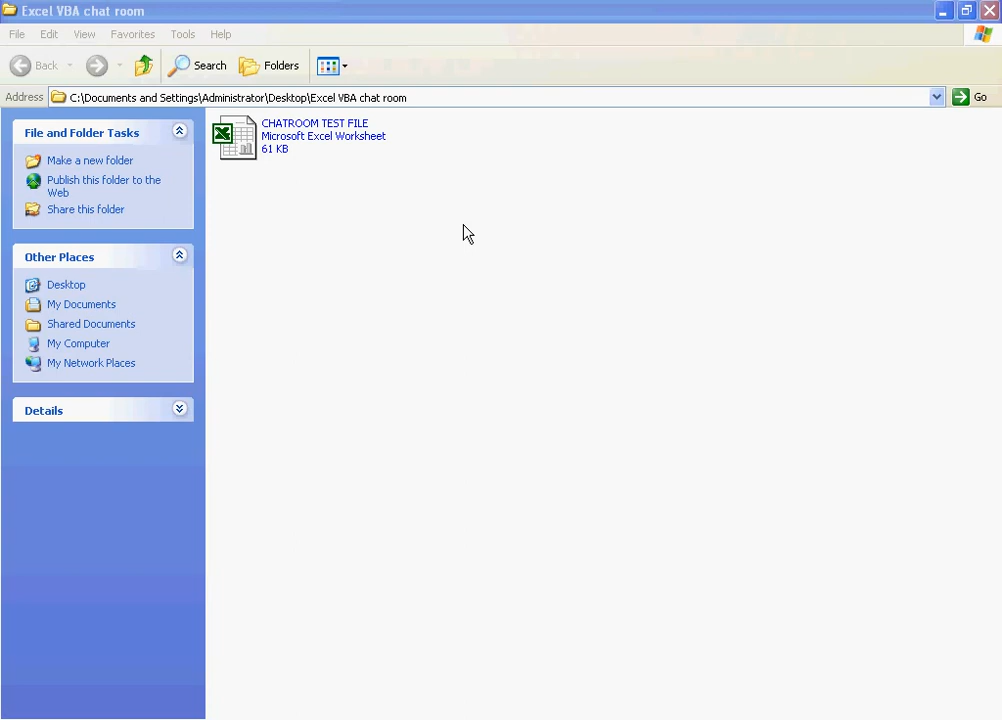 Excel VBA chat room
File Edit View Favorites Tools Help
Back Search Folders
Address C:\Documents and Settings\Administrator\Desktop\Excel VBA chat room Go
File and Folder Tasks
Make a new folder
Publish this folder to the
Web
Share this folder
Other Places
Desktop
My Documents
Shared Documents
My Computer
My Network Places
Details
CHATROOM TEST FILE
Microsoft Excel Worksheet
61 KB